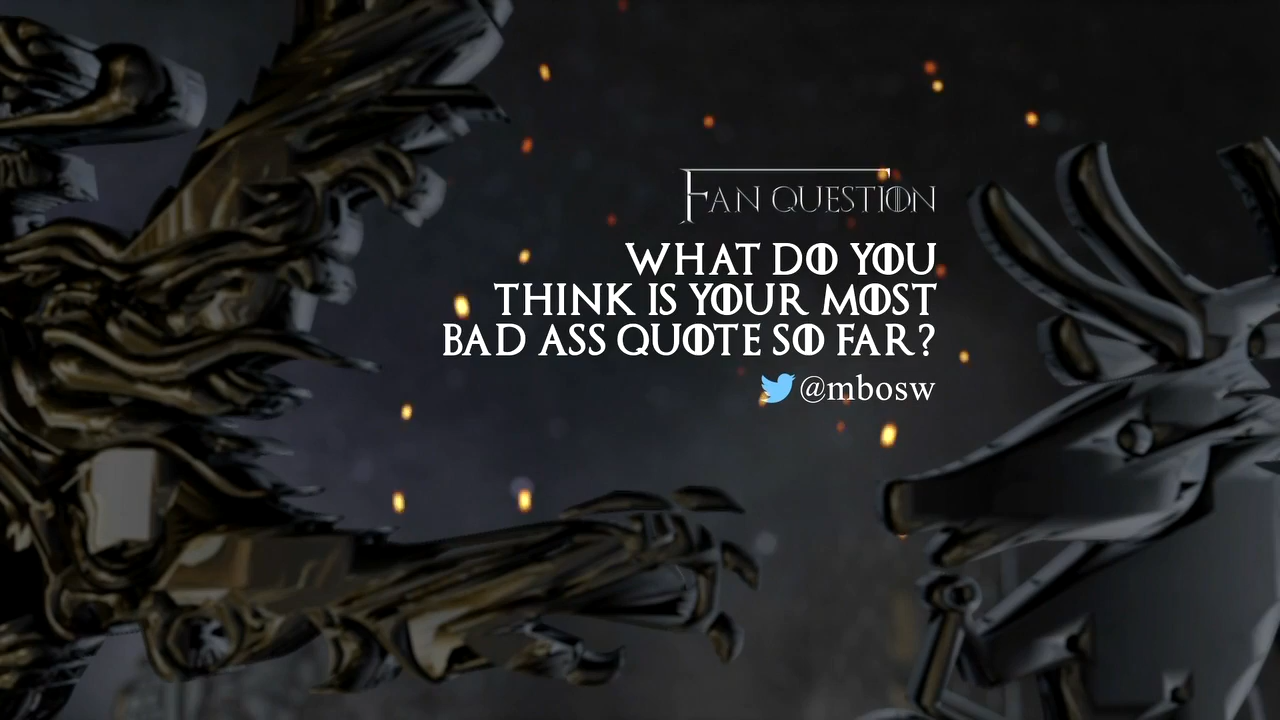 FAN QUESTION
WHAT DO YOU
THINK IS YOUR MOST
BAD ASS QUOTE SO FAR?
@mbosw